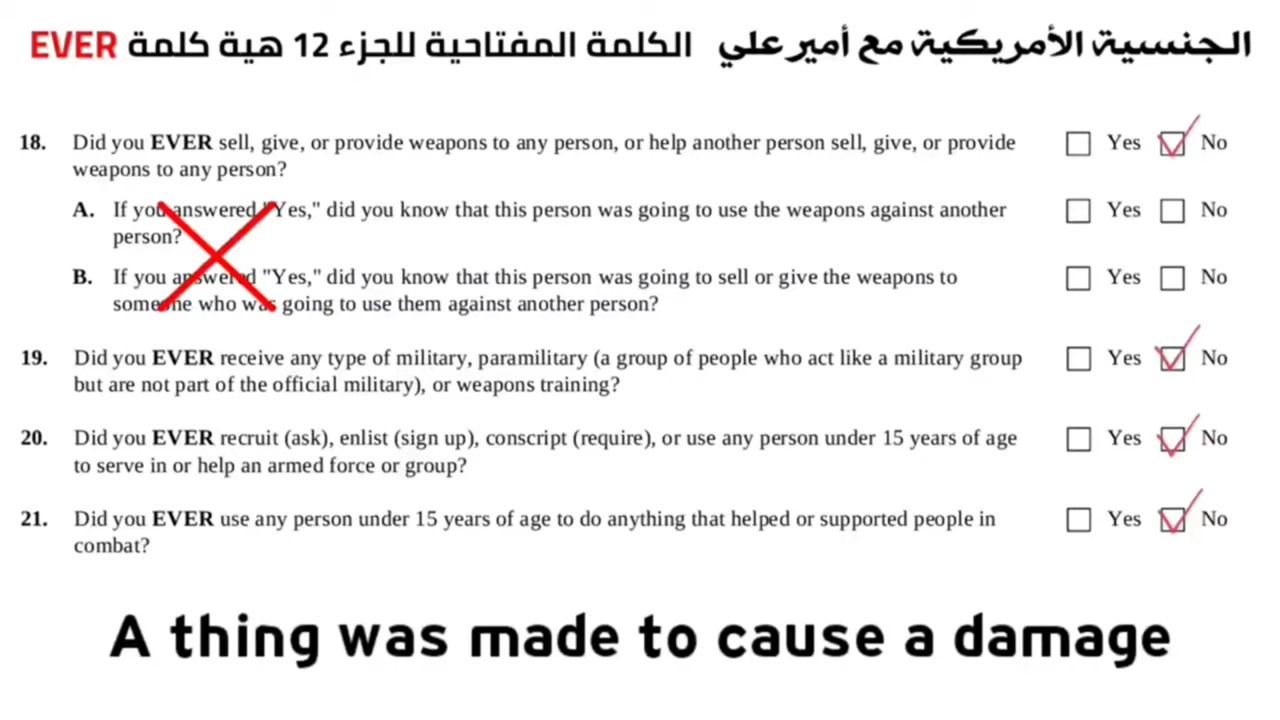 الجنسية الأمريكية مع أمير علي الكلمة المفتاحية للجزء 12 هية كلمة EVER
18. Did you EVER sell, give, or provide weapons to any person, or help another person sell, give, or provide Yes No
weapons to any person?
A. If you answered "Yes," did you know that this person was going to use the weapons against another Yes No
person?
B. If you answered "Yes," did you know that this person was going to sell or give the weapons to Yes No
someone who was going to use them against another person?
19. Did you EVER receive any type of military, paramilitary (a group of people who act like a military group Yes No
but are not part of the official military), or weapons training?
20. Did you EVER recruit (ask), enlist (sign up), conscript (require), or use any person under 15 years of age Yes No
to serve in or help an armed force or group?
21. Did you EVER use any person under 15 years of age to do anything that helped or supported people in Yes No
combat?
A thing was made to cause a damage